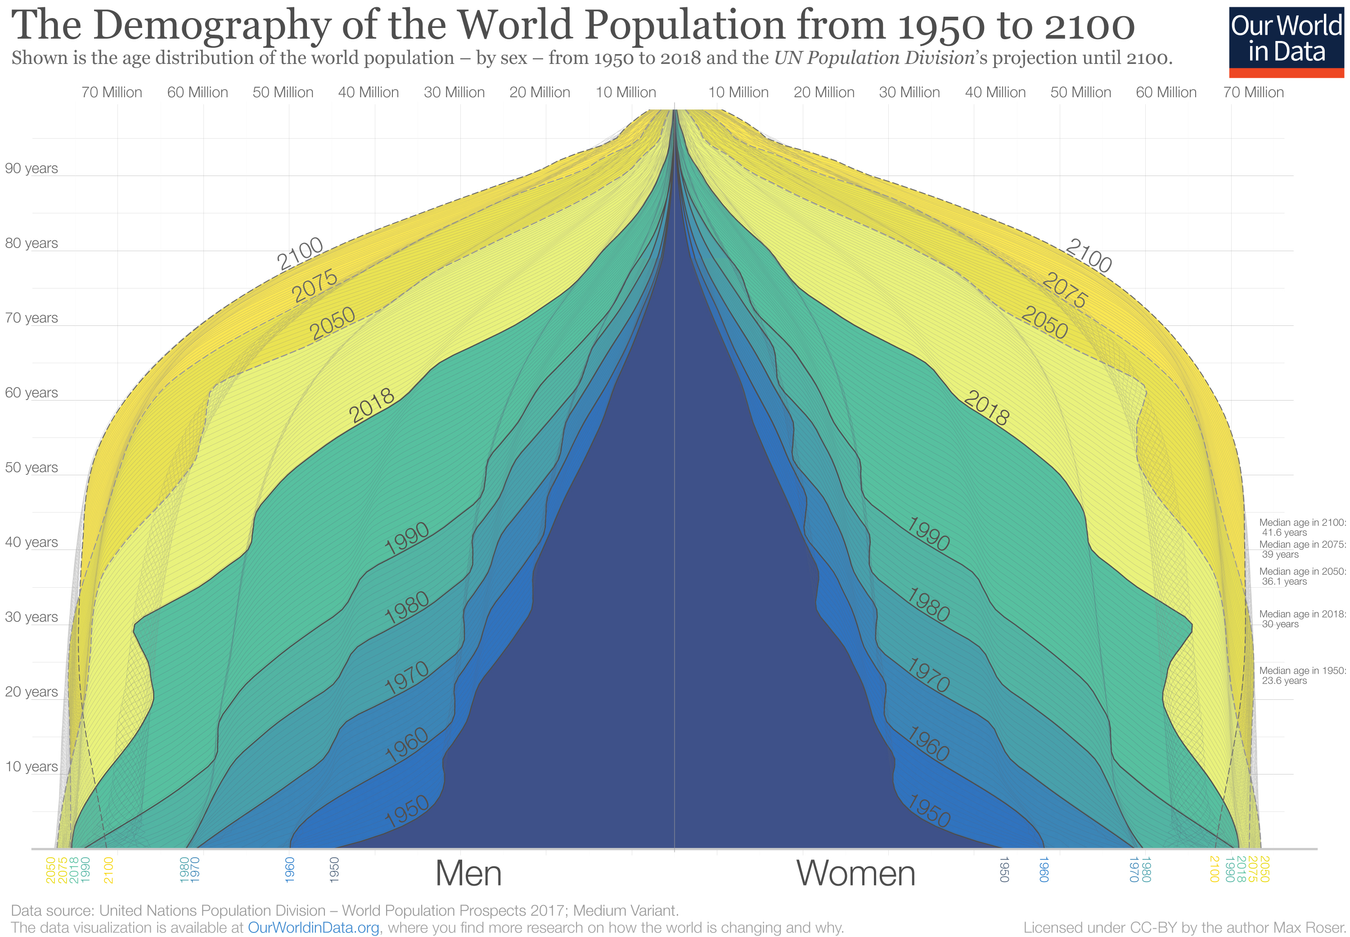 The Demography of the World Population from 1950 to 2100
Shown is the age distribution of the world population – by sex – from 1950 to 2018 and the UN Population Division's projection until 2100.
Our World
in Data
70 Million 60 Million 50 Million 40 Million 30 Million 20 Million 10 Million 10 Million 20 Million 30 Million 40 Million 50 Million 60 Million 70 Million
90 years
80 years
70 years
60 years
50 years
40 years
30 years
20 years
10 years
2100
2075
2050
2018
1990
1980
1970
1960
1950
2100
2075
2050
2018
1990
1980
1970
1960
1950
Median age in 2100:
41.6 years
Median age in 2075:
39 years
Median age in 2050:
36.1 years
Median age in 2018:
30 years
Median age in 1950:
23.6 years
2050 2075 2018 1990 2100 1980 1970 1960 1950 1950 1960 1970 1980 2100 1990 2018 2075 2050
Men Women
Data source: United Nations Population Division – World Population Prospects 2017; Medium Variant.
The data visualization is available at OurWorldinData.org, where you find more research on how the world is changing and why.
Licensed under CC-BY by the author Max Roser.